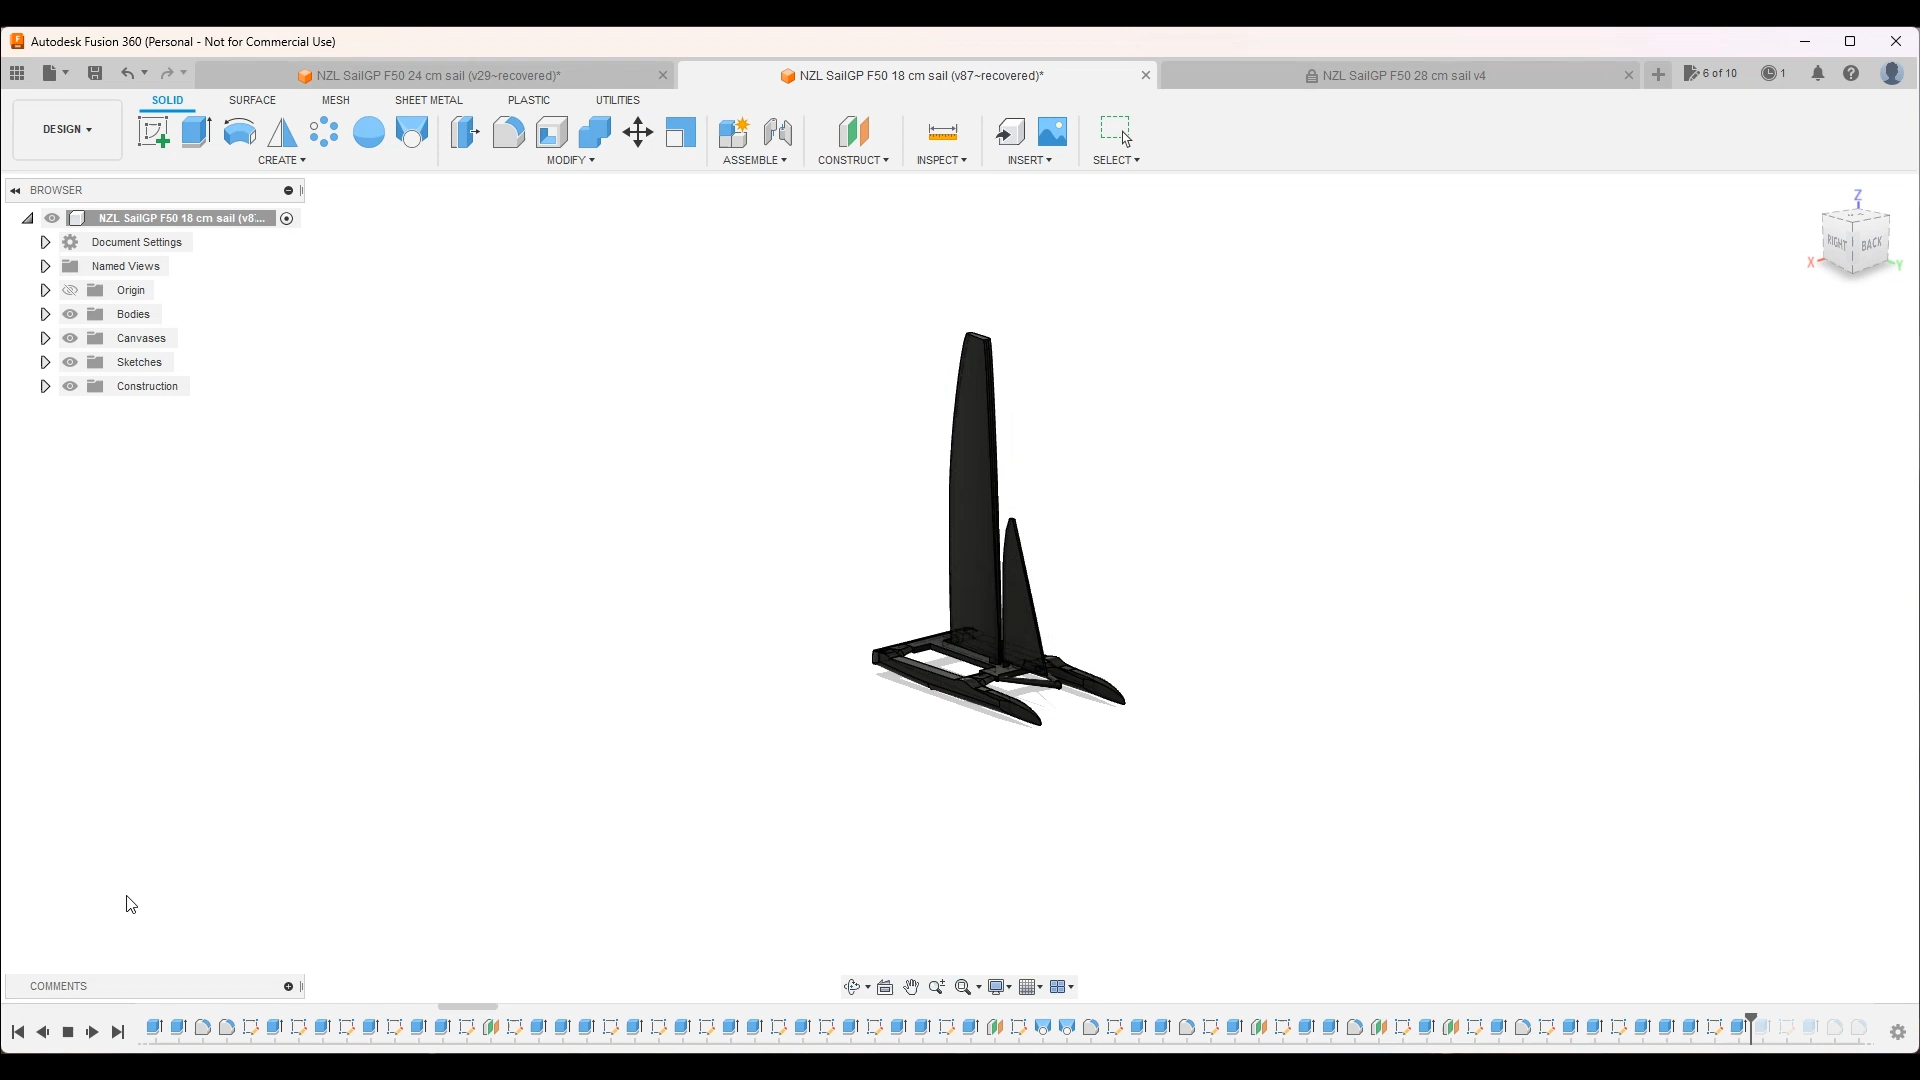 Autodesk Fusion 360 (Personal - Not for Commercial Use)
NZL SailGP F50 24 cm sail (v29~recovered)*
NZL SailGP F50 18 cm sail (v87~recovered)*
NZL SailGP F50 28 cm sail v4
6 of 10
1
SOLID
SURFACE
MESH
SHEET METAL
PLASTIC
UTILITIES
DESIGN
CREATE
MODIFY
ASSEMBLE
CONSTRUCT
INSPECT
INSERT
SELECT
BROWSER
NZL SailGP F50 18 cm sail (v8'...
Document Settings
Named Views
Origin
Bodies
Canvases
Sketches
Construction
Z
RIGHT
BACK
X
Y
COMMENTS